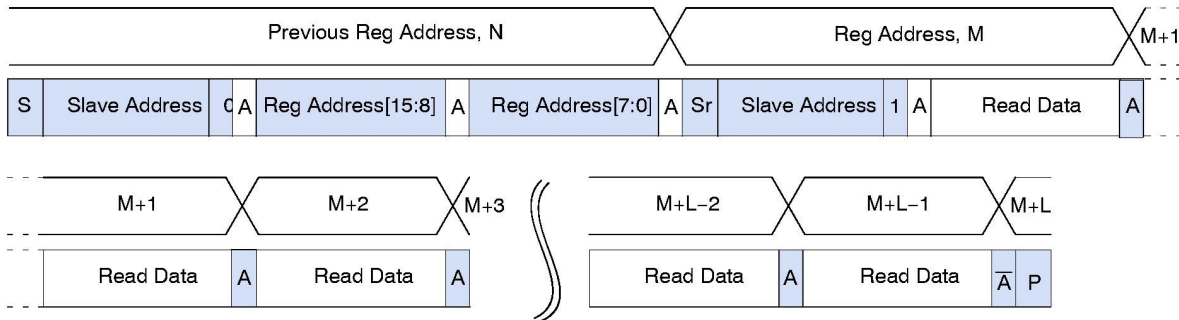 Previous Reg Address, N Reg Address, M M+1
S Slave Address 0 A Reg Address[15:8] A Reg Address[7:0] A Sr Slave Address 1 A Read Data A
M+1 M+2 M+3 M+L−2 M+L−1 M+L
Read Data A Read Data A Read Data A Read Data A̅ P